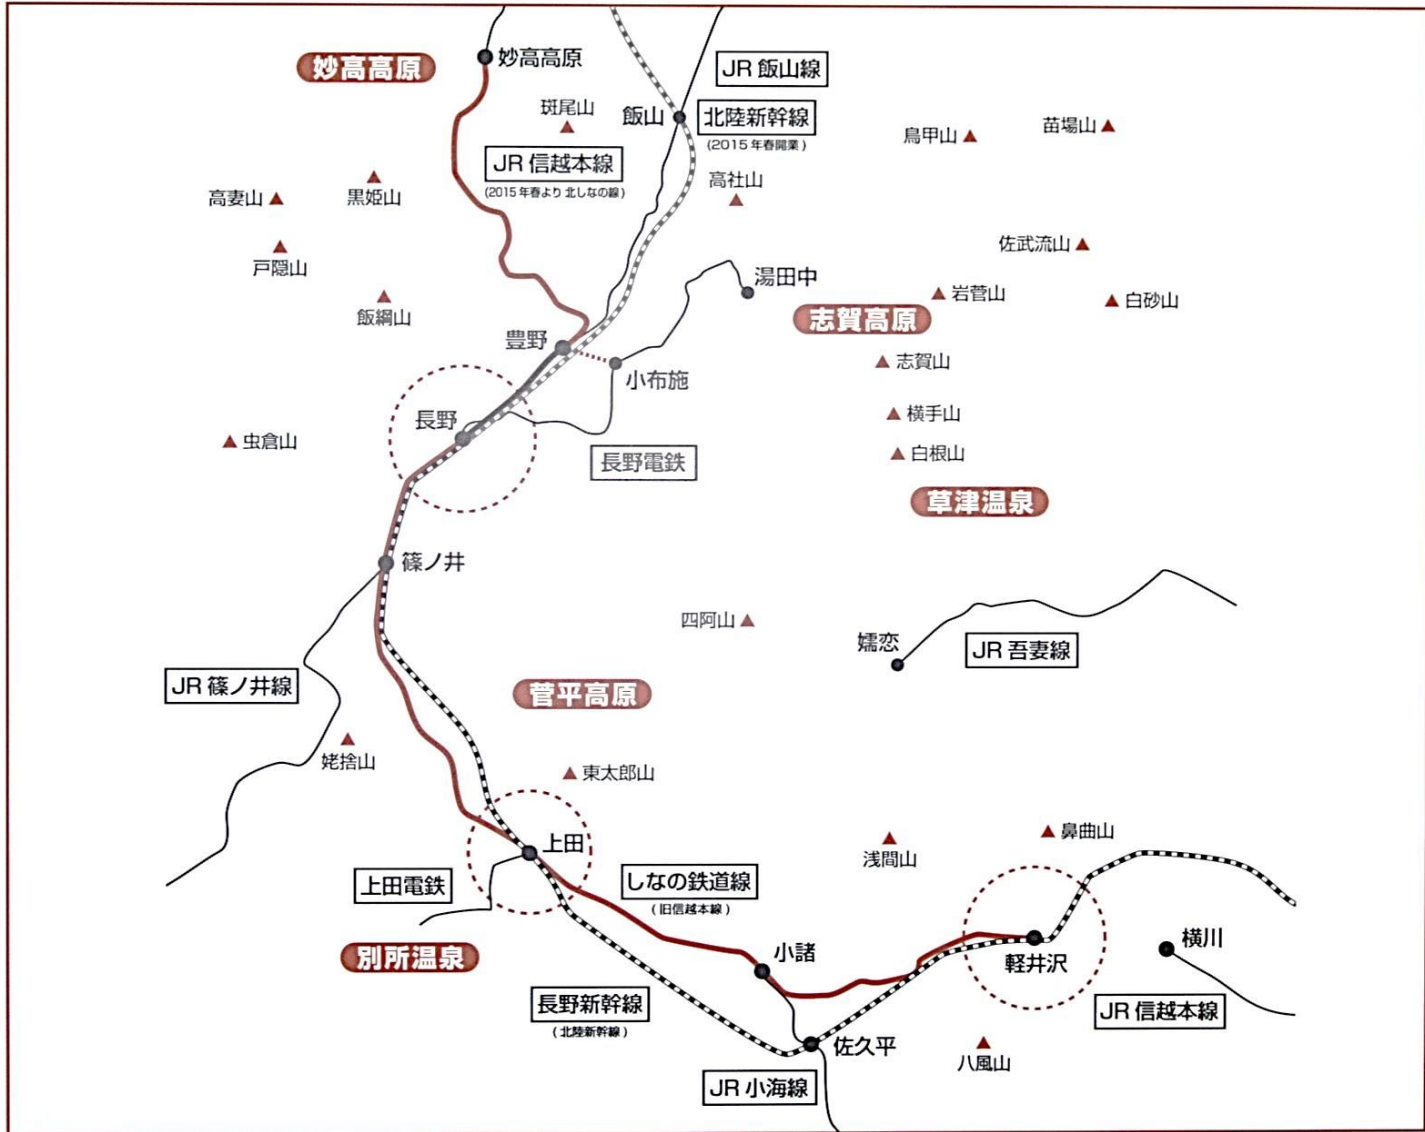 妙高高原
妙高高原
JR 飯山線
斑尾山
飯山
北陸新幹線
(2015年春開業)
鳥甲山
苗場山
JR 信越本線
(2015年春より 北しなの線)
高妻山
黒姫山
高社山
戸隠山
佐武流山
湯田中
飯綱山
岩菅山
白砂山
志賀高原
豊野
小布施
志賀山
長野
横手山
虫倉山
長野電鉄
白根山
草津温泉
篠ノ井
四阿山
嬬恋
JR 吾妻線
JR 篠ノ井線
菅平高原
姥捨山
東太郎山
上田
浅間山
鼻曲山
上田電鉄
しなの鉄道線
(旧信越本線)
別所温泉
小諸
軽井沢
横川
長野新幹線
(北陸新幹線)
JR 信越本線
佐久平
八風山
JR 小海線